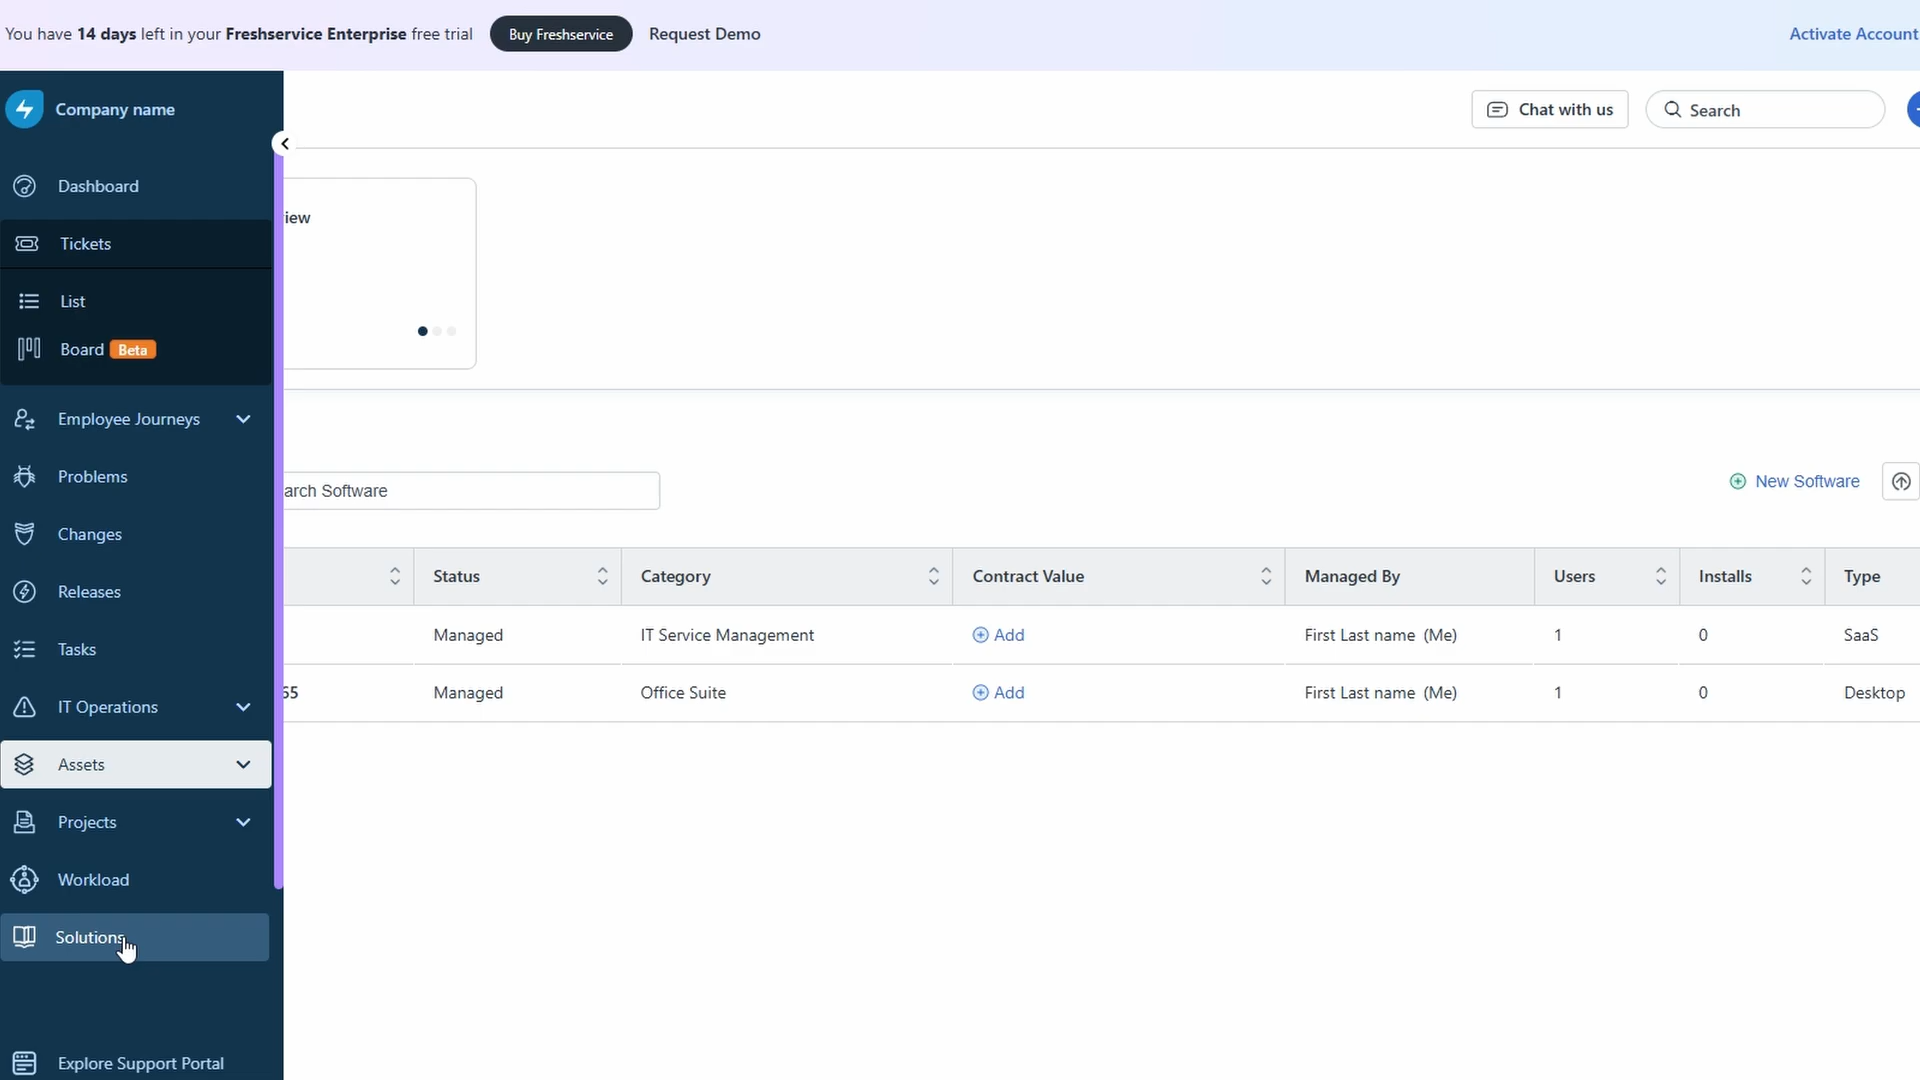 You have 14 days left in your Freshservice Enterprise free trial Buy Freshservice Request Demo Activate Account
Company name
Chat with us Search
Dashboard
iew
Tickets
List
Board Beta
Employee Journeys
Problems
arch Software
New Software
Changes
Status Category Contract Value Managed By Users Installs Type
Releases
Managed IT Service Management Add First Last name (Me) 1 0 SaaS
Tasks
65 Managed Office Suite Add First Last name (Me) 1 0 Desktop
IT Operations
Assets
Projects
Workload
Solutions
Explore Support Portal